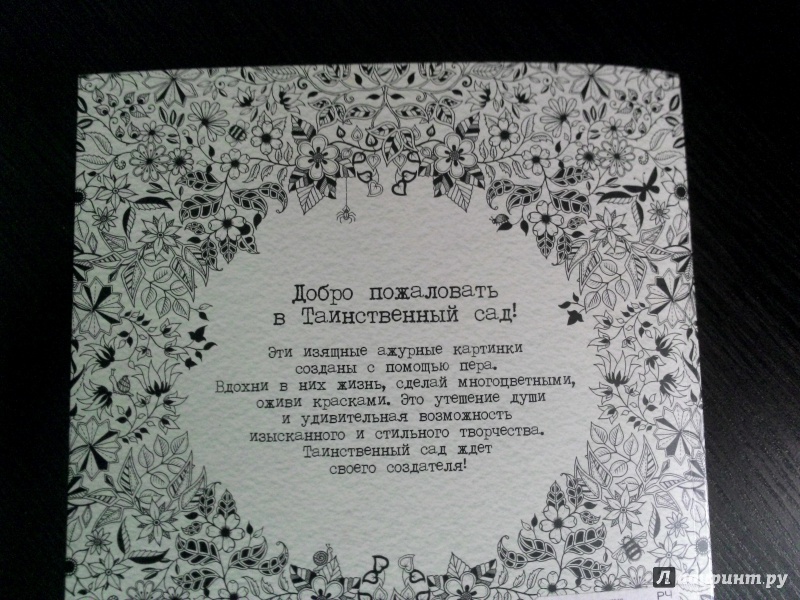 Добро пожаловать
в Таинственный сад!
Эти изящные ажурные картинки
созданы с помощью пера.
Вдохни в них жизнь, сделай многоцветными,
оживи красками. Это утешение души
и удивительная возможность
изысканного и стильного творчества.
Таинственный сад ждет
своего создателя!
Лабиринт.ру
РЧ